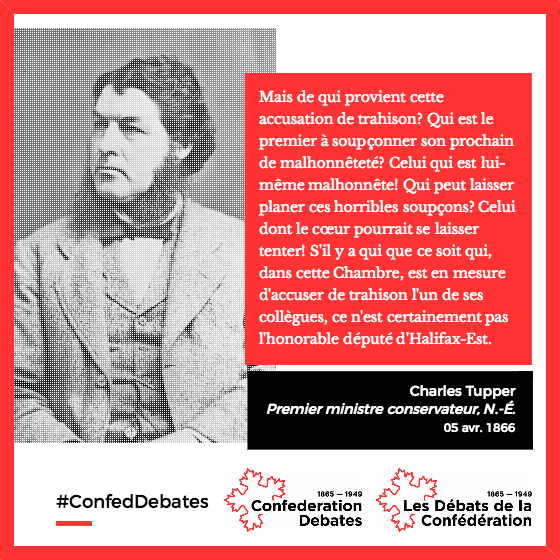 Mais de qui provient cette
accusation de trahison? Qui est le
premier à soupçonner son prochain
de malhonnêteté? Celui qui est lui-
même malhonnête! Qui peut laisser
planer ces horribles soupçons? Celui
dont le cœur pourrait se laisser
tenter! S'il y a qui que ce soit qui,
dans cette Chambre, est en mesure
d'accuser de trahison l'un de ses
collègues, ce n'est certainement pas
l'honorable député d'Halifax-Est.
Charles Tupper
Premier ministre conservateur, N.-É.
05 avr. 1866
#ConfedDebates
1865 — 1949
Confederation
Debates
1865 — 1949
Les Débats de la
Confédération